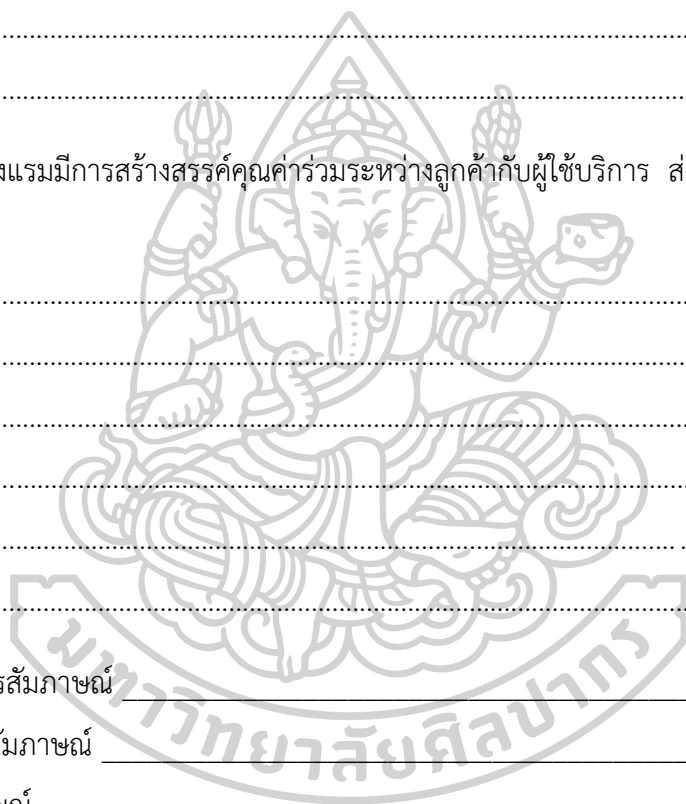 ....................................................................................................
....................................................................................................
งแรมมีการสร้างสรรค์คุณค่าร่วมระหว่างลูกค้ากับผู้ใช้บริการ ส่
....................................................................................................
....................................................................................................
....................................................................................................
....................................................................................................
....................................................................................................
....................................................................................................
รสัมภาษณ์ ________________________________________
ัมภาษณ์ ________________________________________
มหาวิทยาลัยศิลปากร